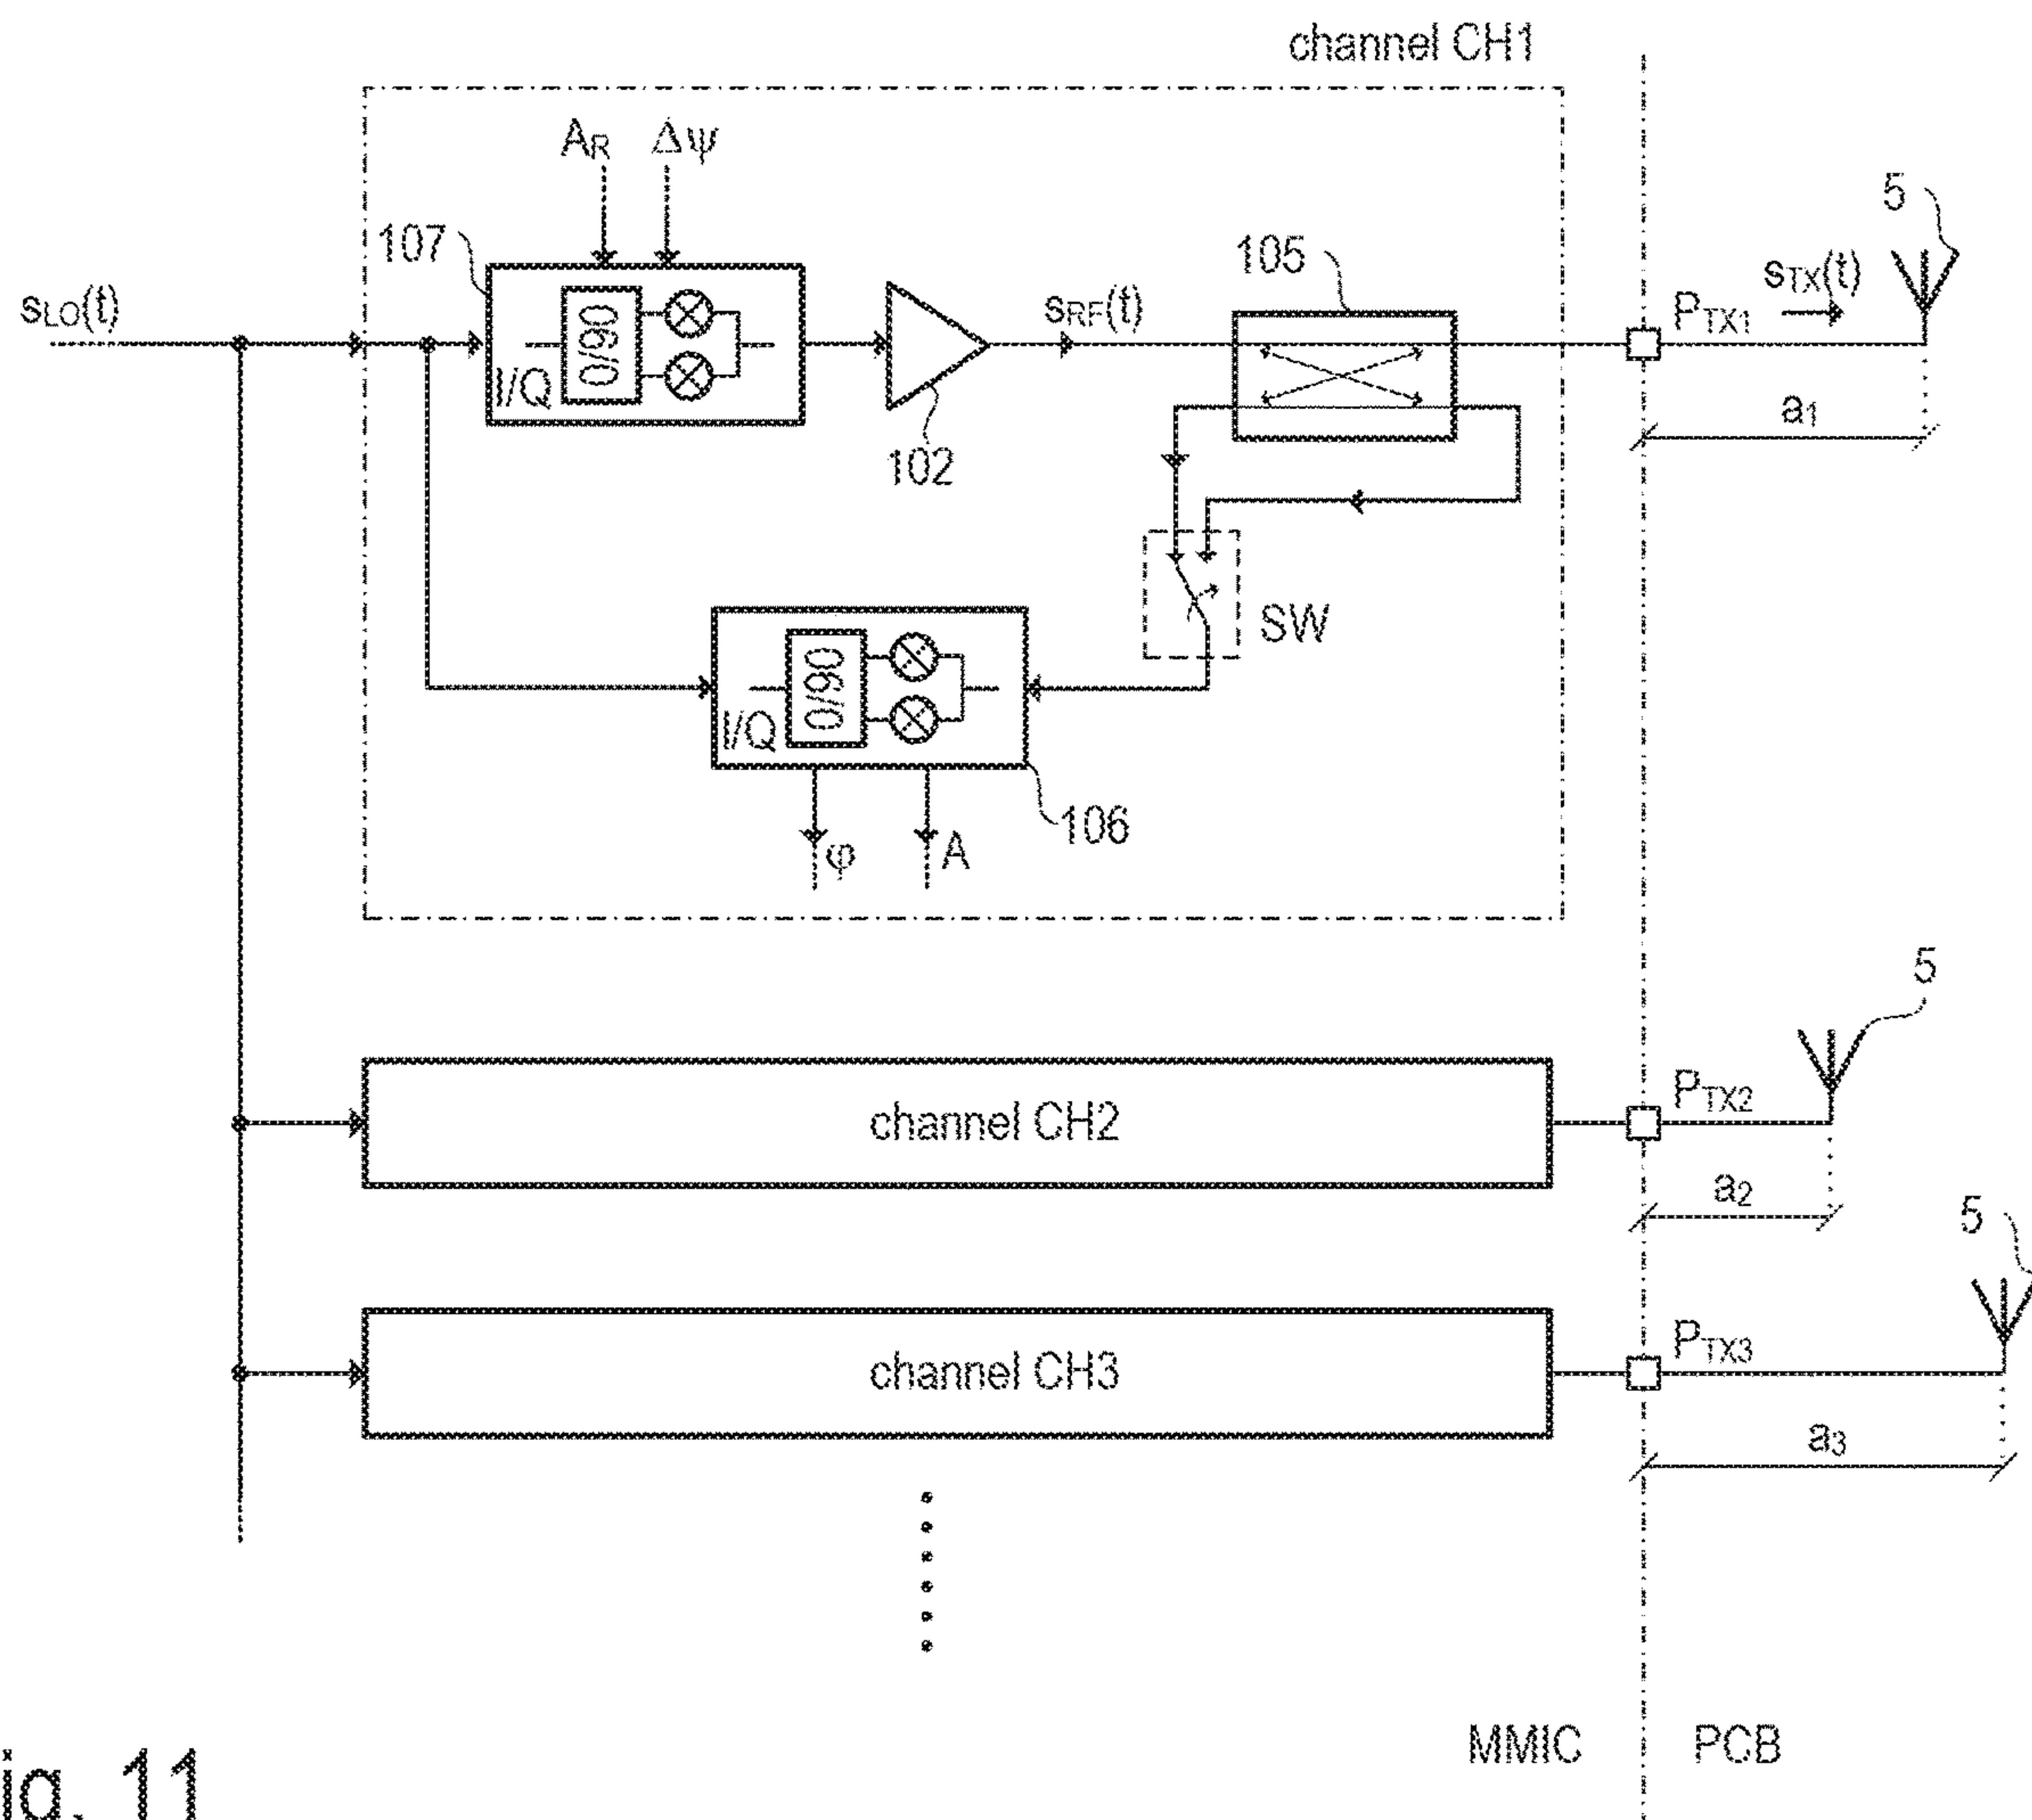 channel CH1
AR Δψ
107
105
5
sLO(t)
sRF(t)
PTX1
sTX(t)
0/90
I/Q
a1
102
SW
0/90
I/Q
106
φ
A
5
channel CH2
PTX2
a2
5
channel CH3
PTX3
a3
MMIC
PCB
ig. 11